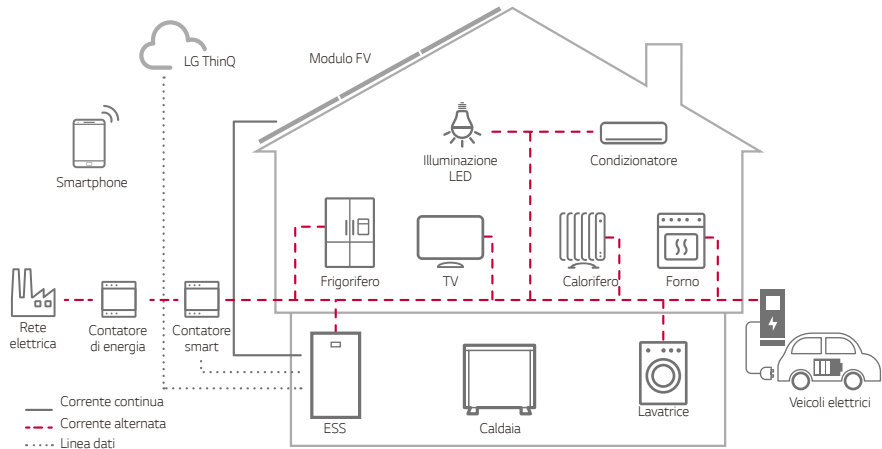 LG ThinQ
Modulo FV
Smartphone
Illuminazione
LED
Condizionatore
Frigorifero
TV
Calorifero
Forno
Rete
elettrica
Contatore
di energia
Contatore
smart
ESS
Caldaia
Lavatrice
Veicoli elettrici
Corrente continua
Corrente alternata
Linea dati